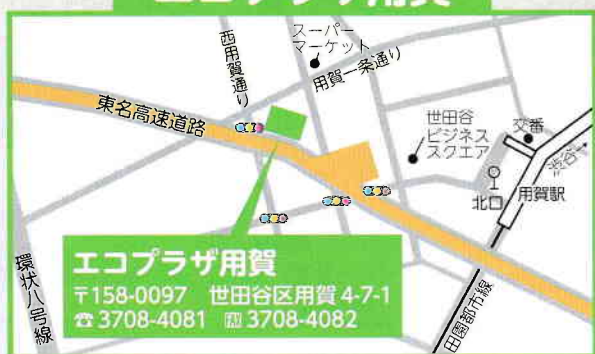 エコプラザ用賀
西用賀通り
スーパー
マーケット
用賀一条通り
東名高速道路
世田谷
ビジネス
スクエア
交番
渋谷→
北口
用賀駅
エコプラザ用賀
〒158-0097 世田谷区用賀 4-7-1
☎ 3708-4081 FAX 3708-4082
環状八号線
田園都市線